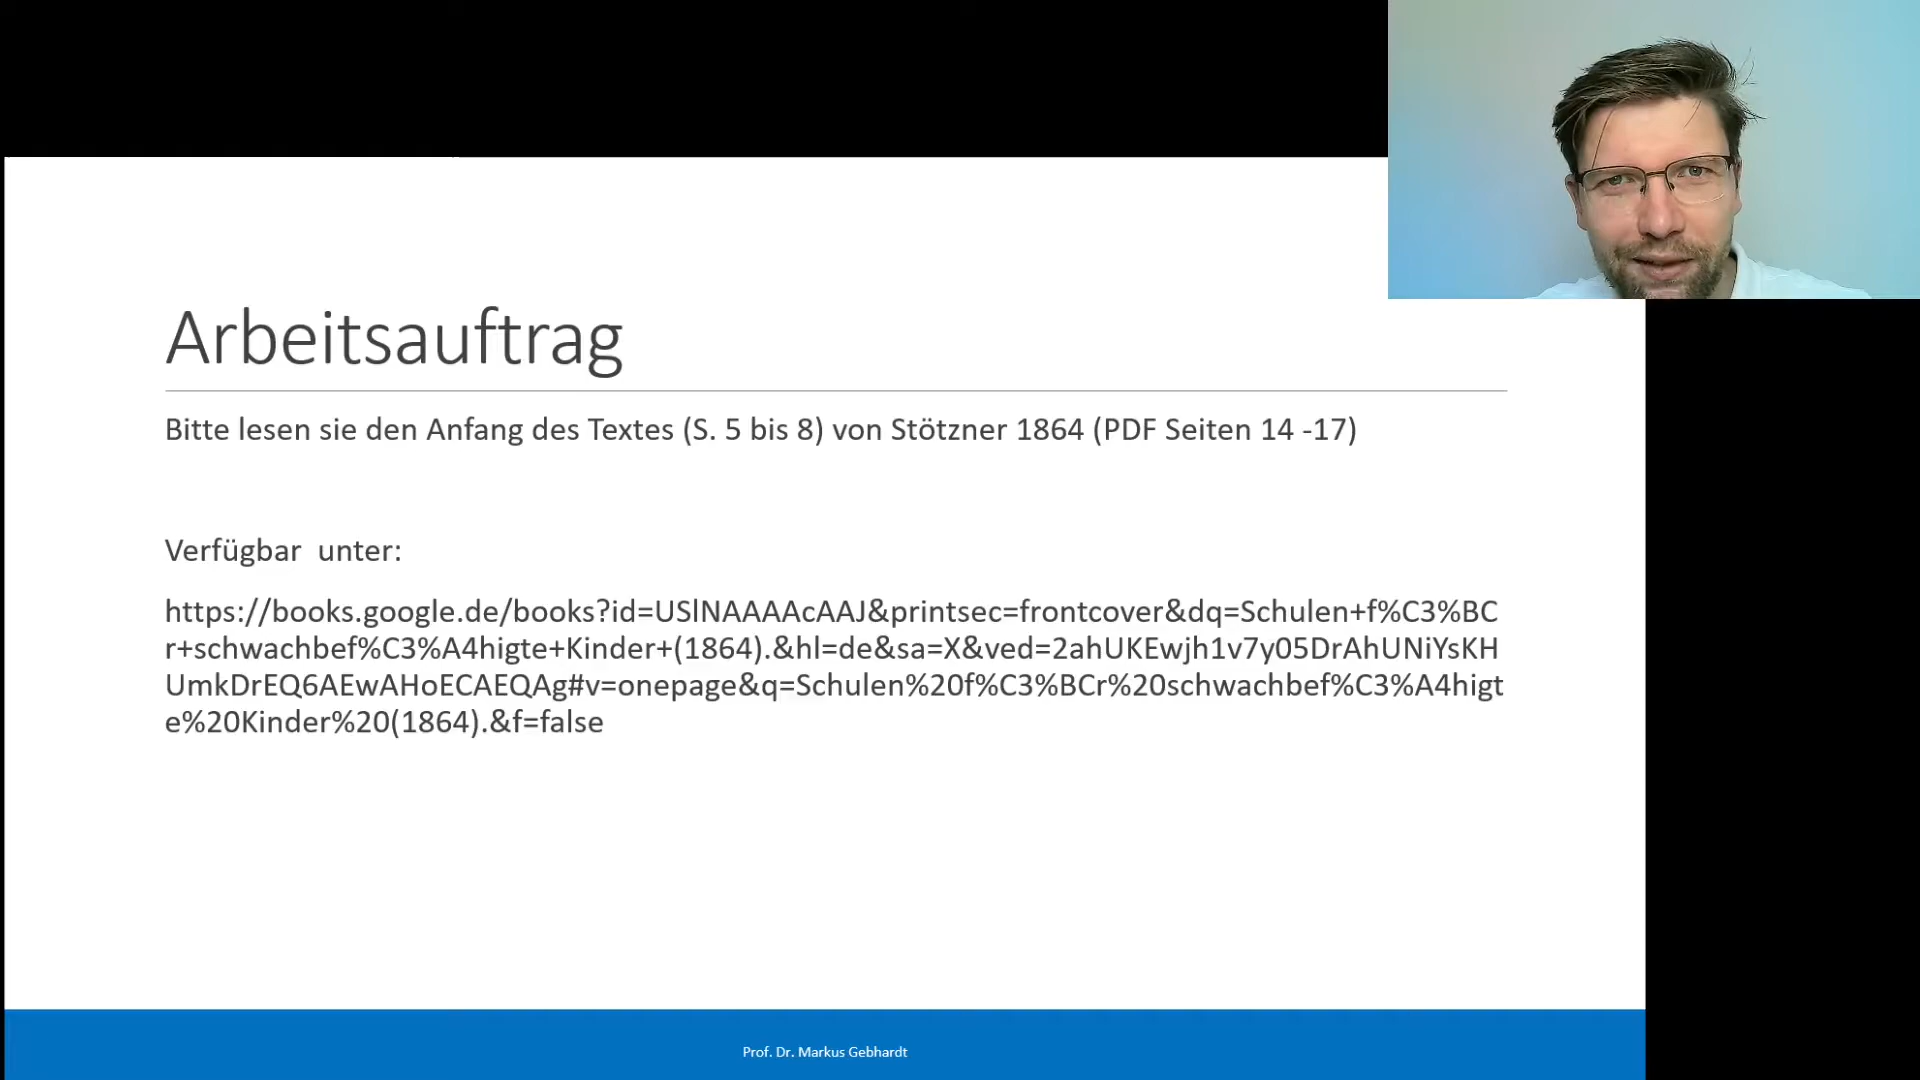 Arbeitsauftrag
Bitte lesen sie den Anfang des Textes (S. 5 bis 8) von Stötzner 1864 (PDF Seiten 14 -17)
Verfügbar  unter:
https://books.google.de/books?id=USlNAAAAcAAJ&printsec=frontcover&dq=Schulen+f%C3%BC
r+schwachbef%C3%A4higte+Kinder+(1864).&hl=de&sa=X&ved=2ahUKEwjh1v7y05DrAhUNiYsKH
UmkDrEQ6AEwAHoECAEQAg#v=onepage&q=Schulen%20f%C3%BCr%20schwachbef%C3%A4higt
e%20Kinder%20(1864).&f=false
Prof. Dr. Markus Gebhardt